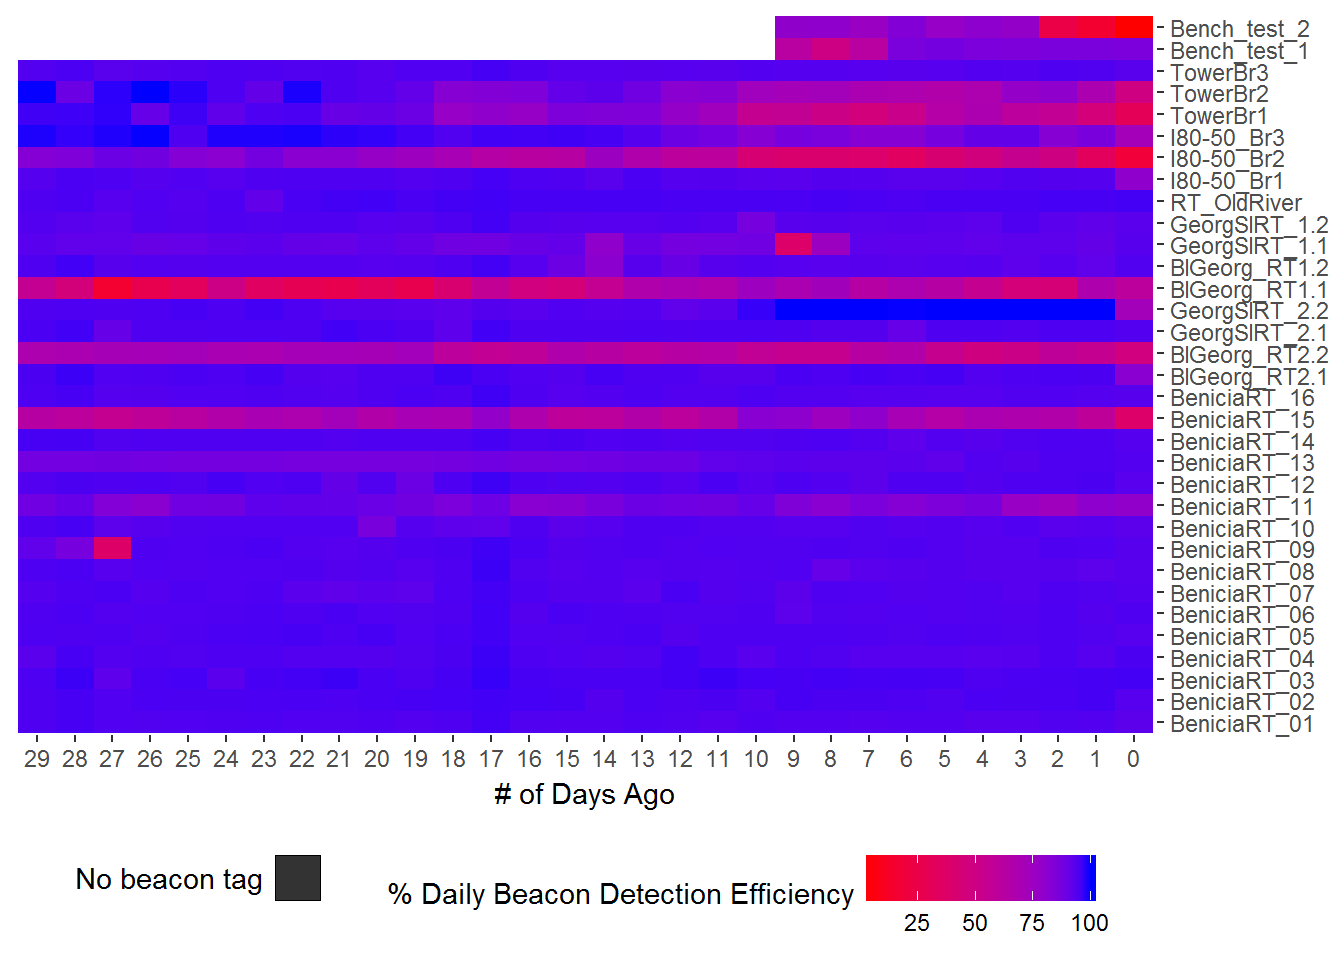 Bench_test_2
Bench_test_1
TowerBr3
TowerBr2
TowerBr1
I80-50_Br3
I80-50_Br2
I80-50_Br1
RT_OldRiver
GeorgSlRT_1.2
GeorgSlRT_1.1
BlGeorg_RT1.2
BlGeorg_RT1.1
GeorgSlRT_2.2
GeorgSlRT_2.1
BlGeorg_RT2.2
BlGeorg_RT2.1
BeniciaRT_16
BeniciaRT_15
BeniciaRT_14
BeniciaRT_13
BeniciaRT_12
BeniciaRT_11
BeniciaRT_10
BeniciaRT_09
BeniciaRT_08
BeniciaRT_07
BeniciaRT_06
BeniciaRT_05
BeniciaRT_04
BeniciaRT_03
BeniciaRT_02
BeniciaRT_01
29 28 27 26 25 24 23 22 21 20 19 18 17 16 15 14 13 12 11 10 9 8 7 6 5 4 3 2 1 0
# of Days Ago
No beacon tag
% Daily Beacon Detection Efficiency
25 50 75 100